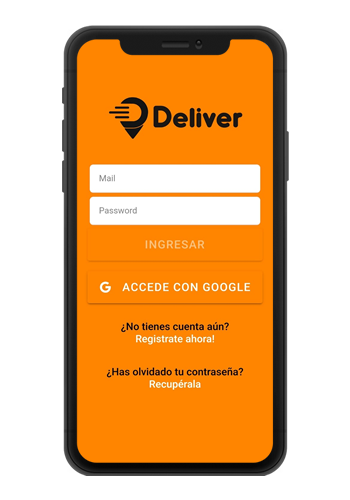 Deliver
Mail
Password
INGRESAR
G ACCEDE CON GOOGLE
¿No tienes cuenta aún?
Registrate ahora!
¿Has olvidado tu contraseña?
Recupérala